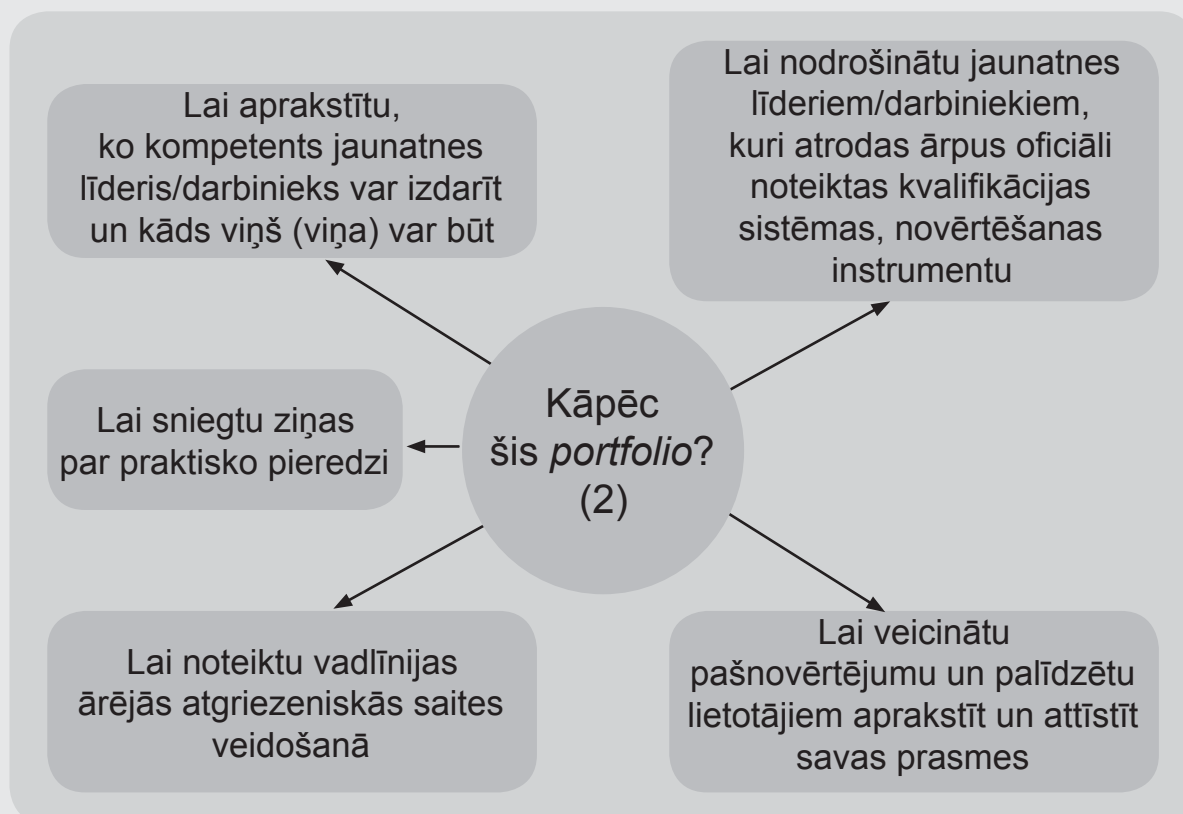 Lai aprakstītu,
ko kompetents jaunatnes
līderis/darbinieks var izdarīt
un kāds viņš (viņa) var būt
Lai nodrošinātu jaunatnes
līderiem/darbiniekiem,
kuri atrodas ārpus oficiāli
noteiktas kvalifikācijas
sistēmas, novērtēšanas
instrumentu
Lai sniegtu ziņas
par praktisko pieredzi
Kāpēc
šis portfolio?
(2)
Lai noteiktu vadlīnijas
ārējās atgriezeniskās saites
veidošanā
Lai veicinātu
pašnovērtējumu un palīdzētu
lietotājiem aprakstīt un attīstīt
savas prasmes